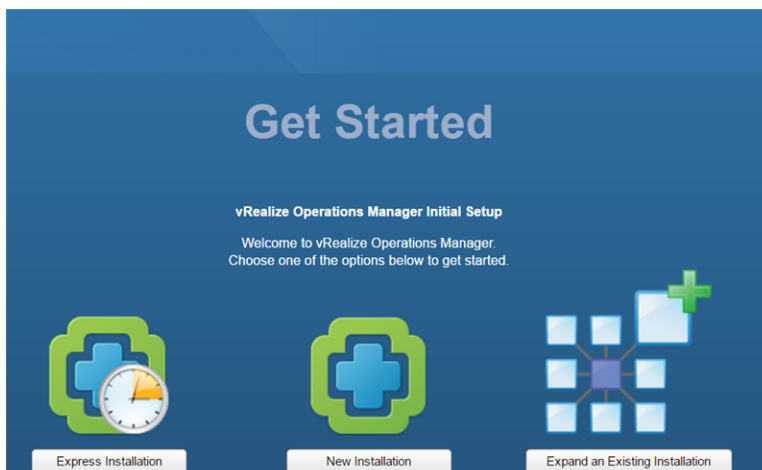 Get Started
vRealize Operations Manager Initial Setup
Welcome to vRealize Operations Manager.
Choose one of the options below to get started.
Express Installation
New Installation
Expand an Existing Installation